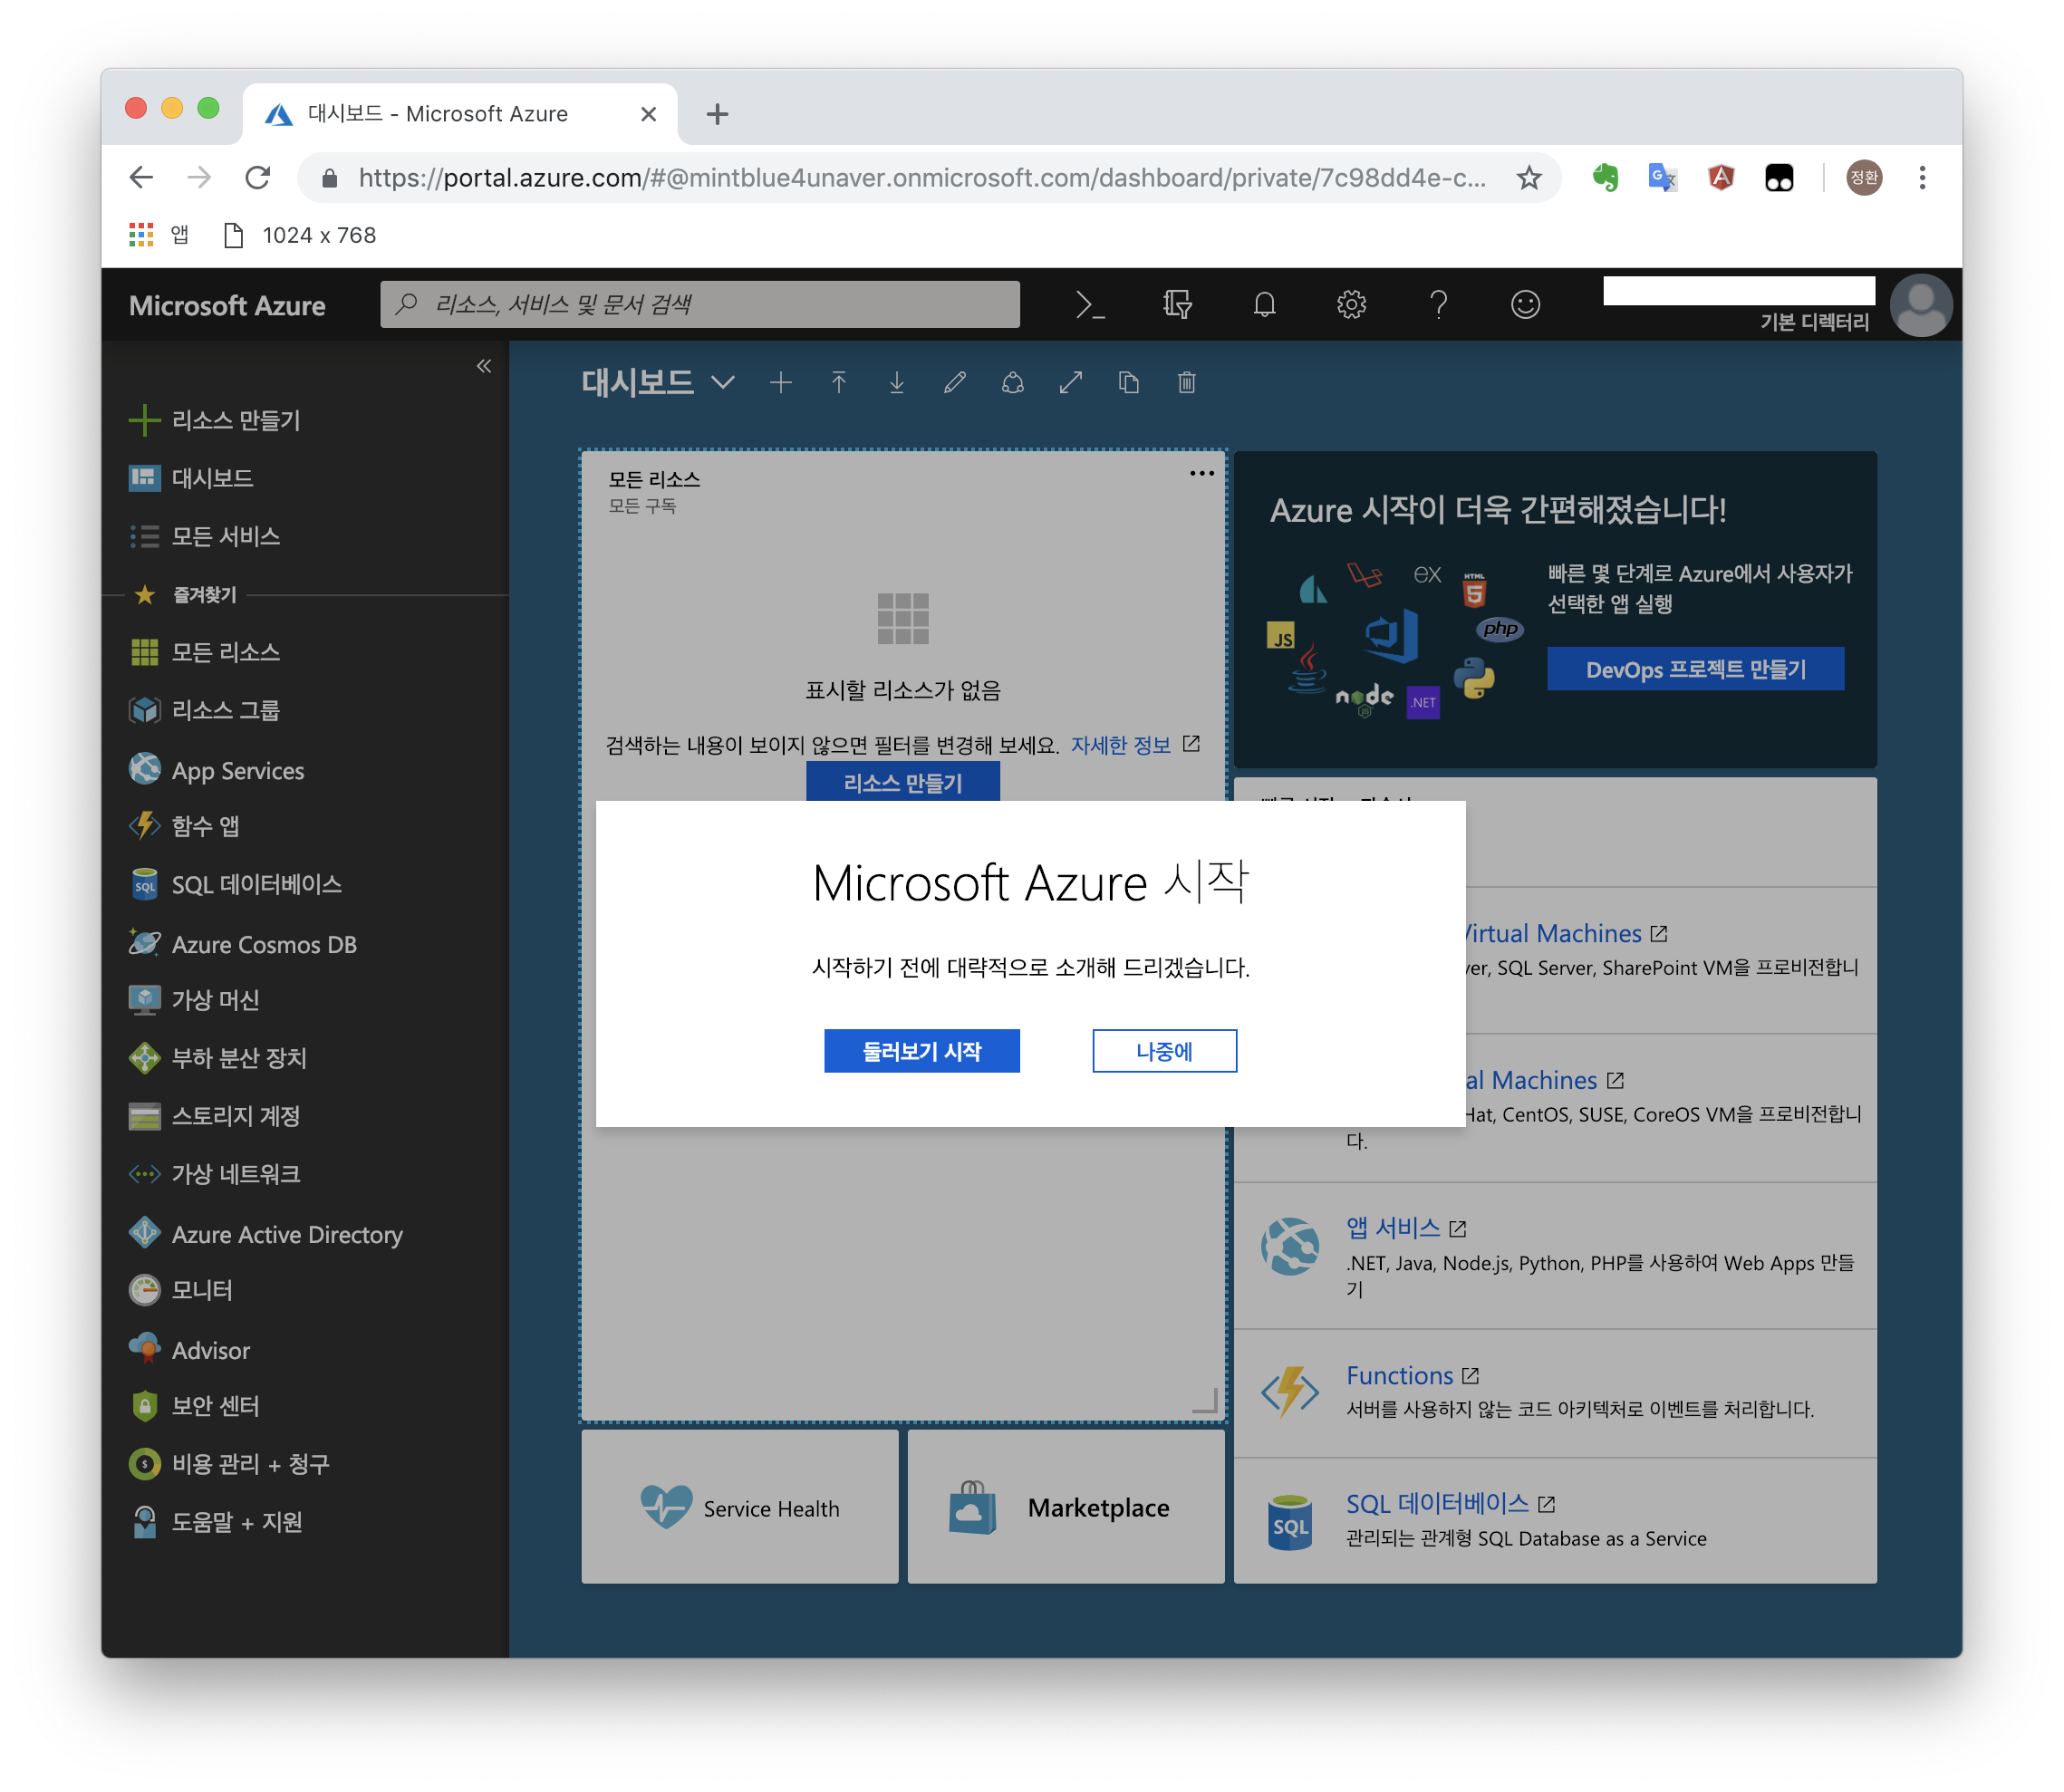 대시보드 - Microsoft Azure
https://portal.azure.com/#@mintblue4unaver.onmicrosoft.com/dashboard/private/7c98dd4e-c...
정환
앱
1024 x 768
Microsoft Azure
리소스, 서비스 및 문서 검색
기본 디렉터리
리소스 만들기
대시보드
모든 서비스
즐겨찾기
모든 리소스
리소스 그룹
App Services
함수 앱
SQL 데이터베이스
Azure Cosmos DB
가상 머신
부하 분산 장치
스토리지 계정
가상 네트워크
Azure Active Directory
모니터
Advisor
보안 센터
비용 관리 + 청구
도움말 + 지원
대시보드
모든 리소스
모든 구독
표시할 리소스가 없음
검색하는 내용이 보이지 않으면 필터를 변경해 보세요. 자세한 정보
리소스 만들기
Azure 시작이 더욱 간편해졌습니다!
빠른 몇 단계로 Azure에서 사용자가
선택한 앱 실행
DevOps 프로젝트 만들기
ex
HTML
5
JS
php
node
JS
.NET
Microsoft Azure 시작
시작하기 전에 대략적으로 소개해 드리겠습니다.
둘러보기 시작
나중에
Virtual Machines
ver, SQL Server, SharePoint VM을 프로비전합니
al Machines
Hat, CentOS, SUSE, CoreOS VM을 프로비전합니
다.
앱 서비스
.NET, Java, Node.js, Python, PHP를 사용하여 Web Apps 만들
기
Functions
서버를 사용하지 않는 코드 아키텍처로 이벤트를 처리합니다.
SQL
SQL 데이터베이스
관리되는 관계형 SQL Database as a Service
Service Health
Marketplace